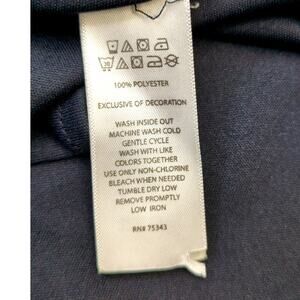 100% POLYESTER
EXCLUSIVE OF DECORATION
WASH INSIDE OUT
MACHINE WASH COLD
GENTLE CYCLE
WASH WITH LIKE
COLORS TOGETHER
USE ONLY NON-CHLORINE
BLEACH WHEN NEEDED
TUMBLE DRY LOW
REMOVE PROMPTLY
LOW IRON
RN# 75343